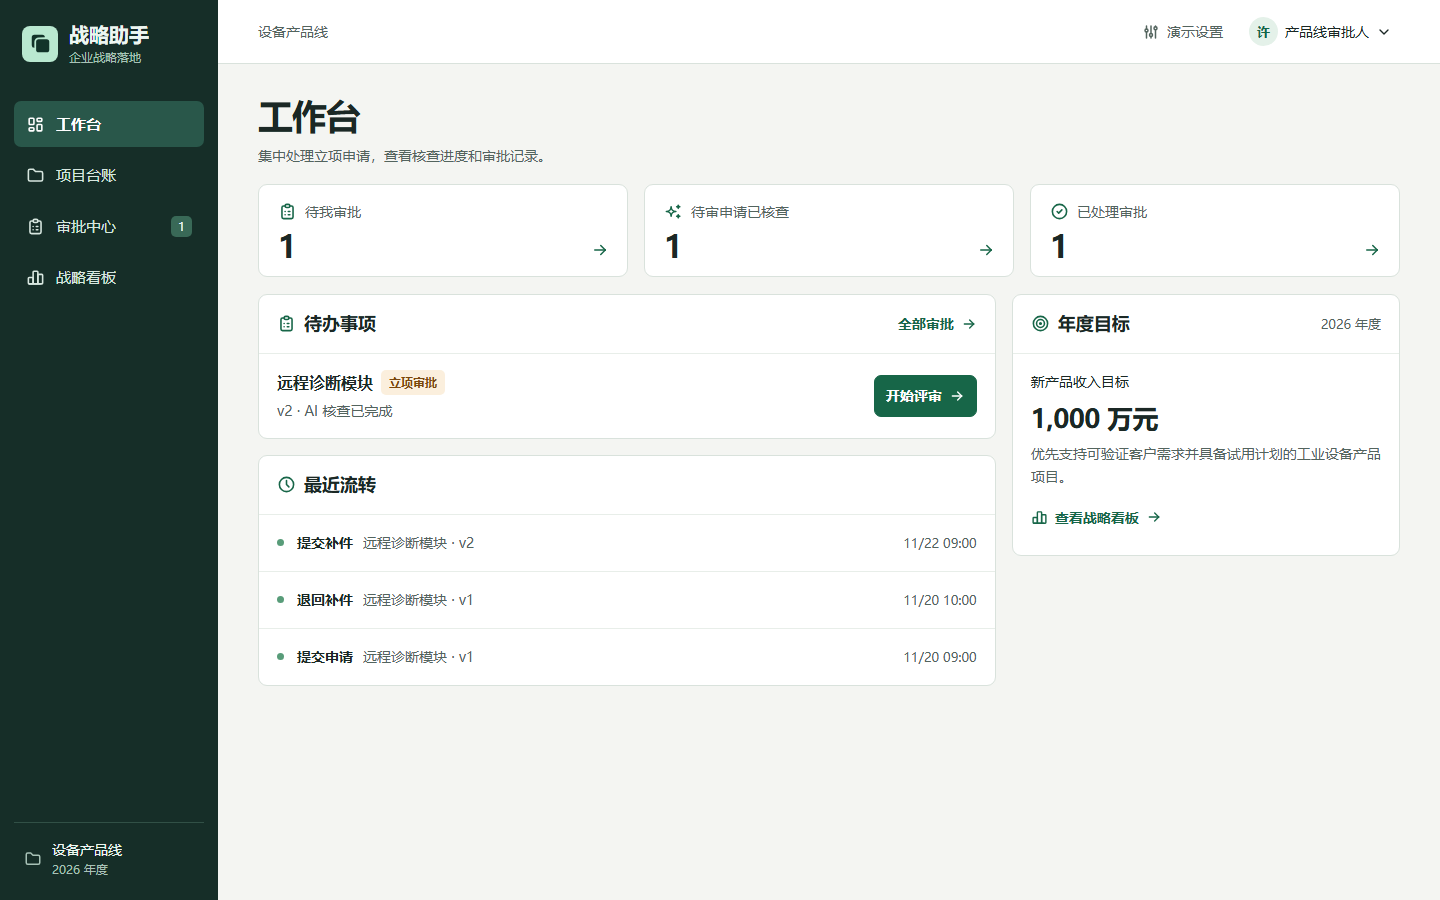 战略助手
企业战略落地
工作台
项目台账
审批中心 1
战略看板
设备产品线
2026 年度
设备产品线
演示设置
许 产品线审批人
工作台
集中处理立项申请，查看核查进度和审批记录。
待我审批
1
待审申请已核查
1
已处理审批
1
待办事项
全部审批
远程诊断模块 立项审批
v2 · AI 核查已完成
开始评审
最近流转
提交补件 远程诊断模块 · v2 11/22 09:00
退回补件 远程诊断模块 · v1 11/20 10:00
提交申请 远程诊断模块 · v1 11/20 09:00
年度目标 2026 年度
新产品收入目标
1,000 万元
优先支持可验证客户需求并具备试用计划的工业设备产品
项目。
查看战略看板